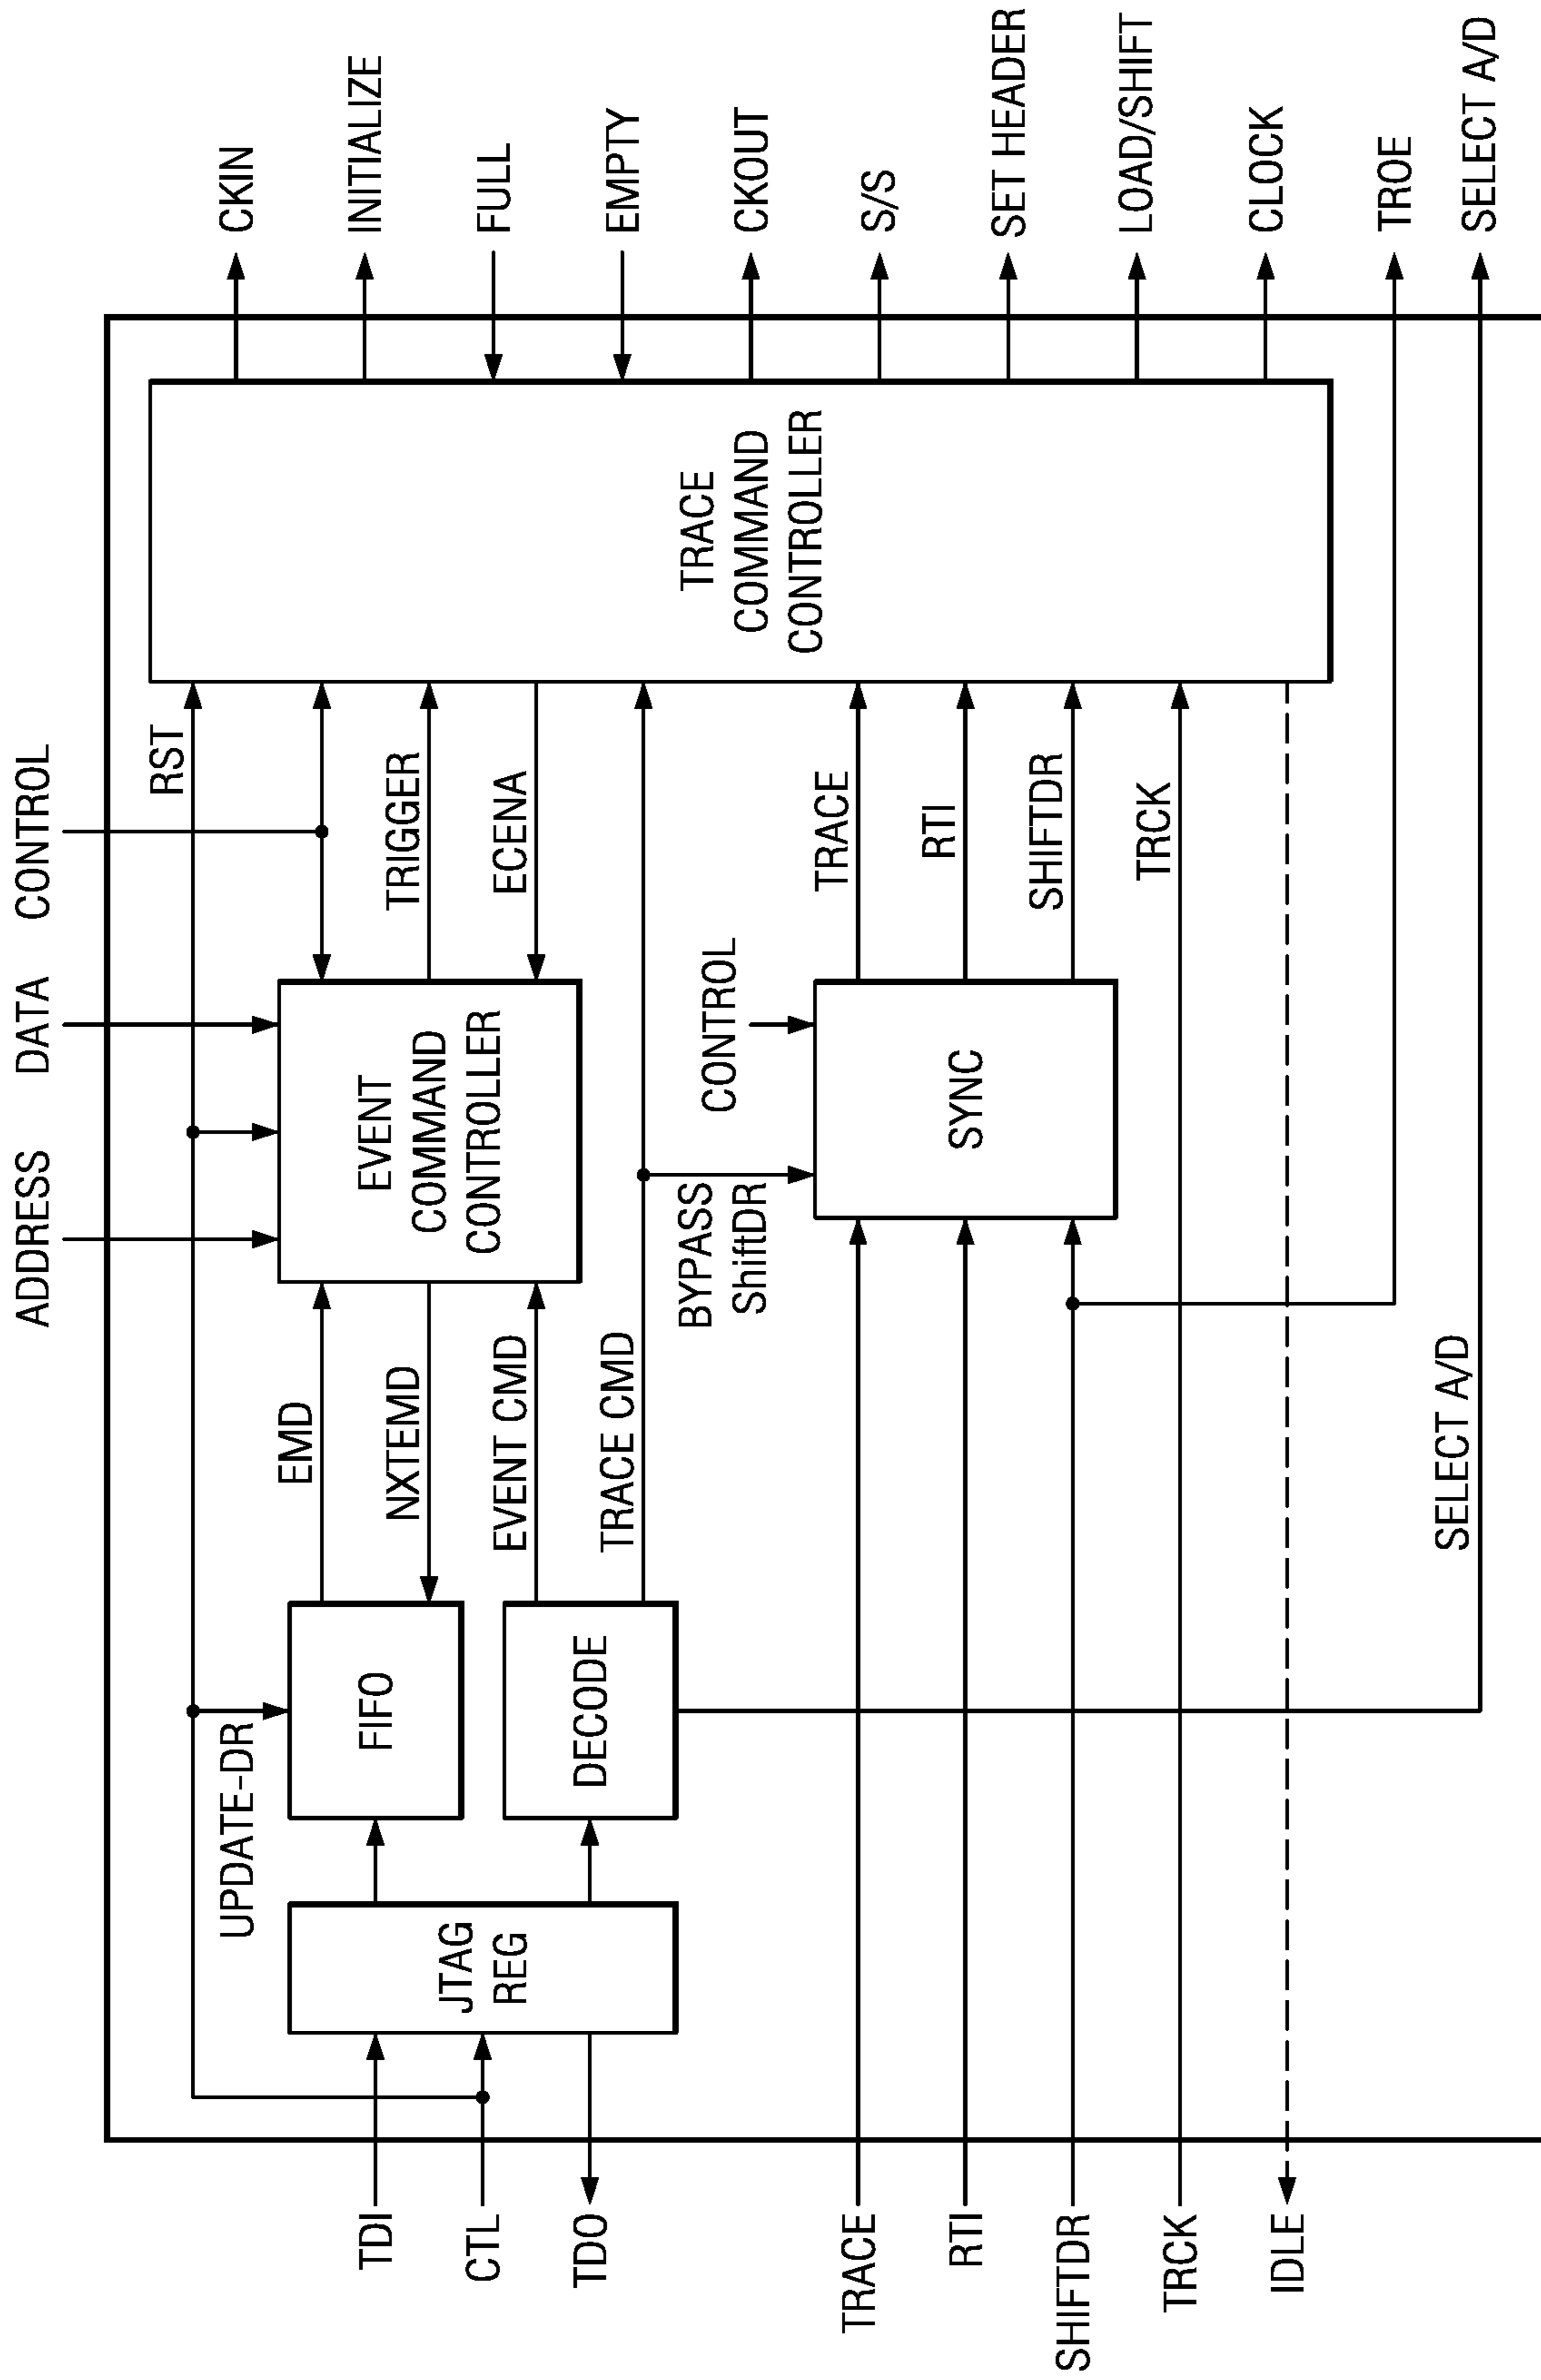 ADDRESS
DATA
CONTROL
RST
UPDATE-DR
CKIN
INITIALIZE
FULL
EMPTY
CKOUT
S/S
SET HEADER
LOAD/SHIFT
CLOCK
TROE
SELECT A/D
TDI
CTL
TDO
JTAG
REG
FIFO
DECODE
EMD
NXTEMD
EVENT CMD
TRACE CMD
EVENT
COMMAND
CONTROLLER
TRIGGER
ECENA
TRACE
COMMAND
CONTROLLER
BYPASS
ShiftDR
CONTROL
SYNC
TRACE
RTI
SHIFTDR
TRCK
TRACE
RTI
SHIFTDR
TRCK
IDLE
SELECT A/D